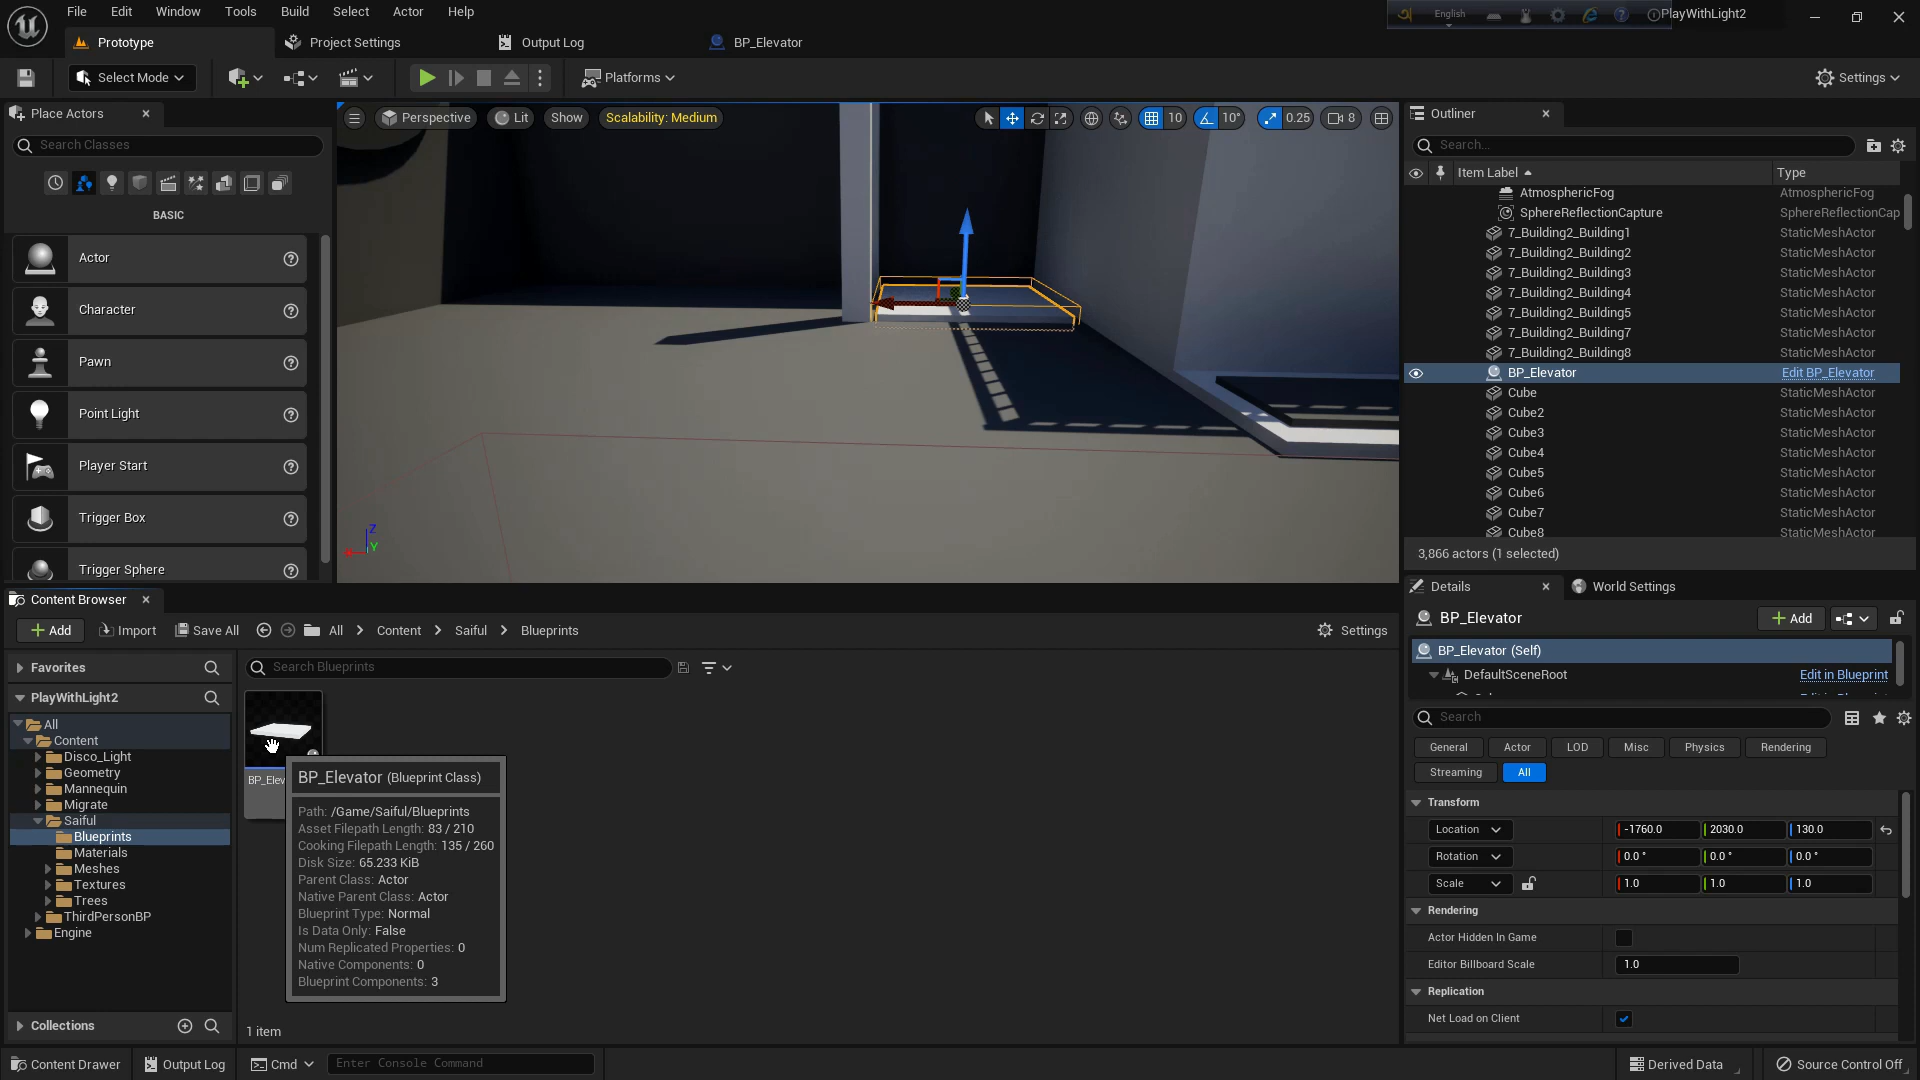 File Edit Window Tools Build Select Actor Help
English
PlayWithLight2
Prototype
Project Settings
Output Log
BP_Elevator
Select Mode
Platforms
Settings
Place Actors
Search Classes
BASIC
Actor
Character
Pawn
Point Light
Player Start
Trigger Box
Trigger Sphere
Perspective
Lit
Show
Scalability: Medium
10
10°
0.25
8
Z
Y
Outliner
Search...
Item Label
Type
AtmosphericFog AtmosphericFog
SphereReflectionCapture SphereReflectionCap
7_Building2_Building1 StaticMeshActor
7_Building2_Building2 StaticMeshActor
7_Building2_Building3 StaticMeshActor
7_Building2_Building4 StaticMeshActor
7_Building2_Building5 StaticMeshActor
7_Building2_Building7 StaticMeshActor
7_Building2_Building8 StaticMeshActor
BP_Elevator Edit BP_Elevator
Cube StaticMeshActor
Cube2 StaticMeshActor
Cube3 StaticMeshActor
Cube4 StaticMeshActor
Cube5 StaticMeshActor
Cube6 StaticMeshActor
Cube7 StaticMeshActor
Cube8 StaticMeshActor
3,866 actors (1 selected)
Content Browser
Add
Import
Save All
All
Content
Saiful
Blueprints
Settings
Favorites
PlayWithLight2
All
Content
Disco_Light
Geometry
Mannequin
Migrate
Saiful
Blueprints
Materials
Meshes
Textures
Trees
ThirdPersonBP
Engine
Collections
Search Blueprints
BP_Elev
BP_Elevator (Blueprint Class)
Path: /Game/Saiful/Blueprints
Asset Filepath Length: 83 / 210
Cooking Filepath Length: 135 / 260
Disk Size: 65.233 KiB
Parent Class: Actor
Native Parent Class: Actor
Blueprint Type: Normal
Is Data Only: False
Num Replicated Properties: 0
Native Components: 0
Blueprint Components: 3
1 item
Details
World Settings
BP_Elevator
Add
BP_Elevator (Self)
DefaultSceneRoot Edit in Blueprint
Search
General Actor LOD Misc Physics Rendering
Streaming All
Transform
Location -1760.0 2030.0 130.0
Rotation 0.0° 0.0° 0.0°
Scale 1.0 1.0 1.0
Rendering
Actor Hidden In Game
Editor Billboard Scale 1.0
Replication
Net Load on Client
Content Drawer
Output Log
Cmd
Enter Console Command
Derived Data
Source Control Off